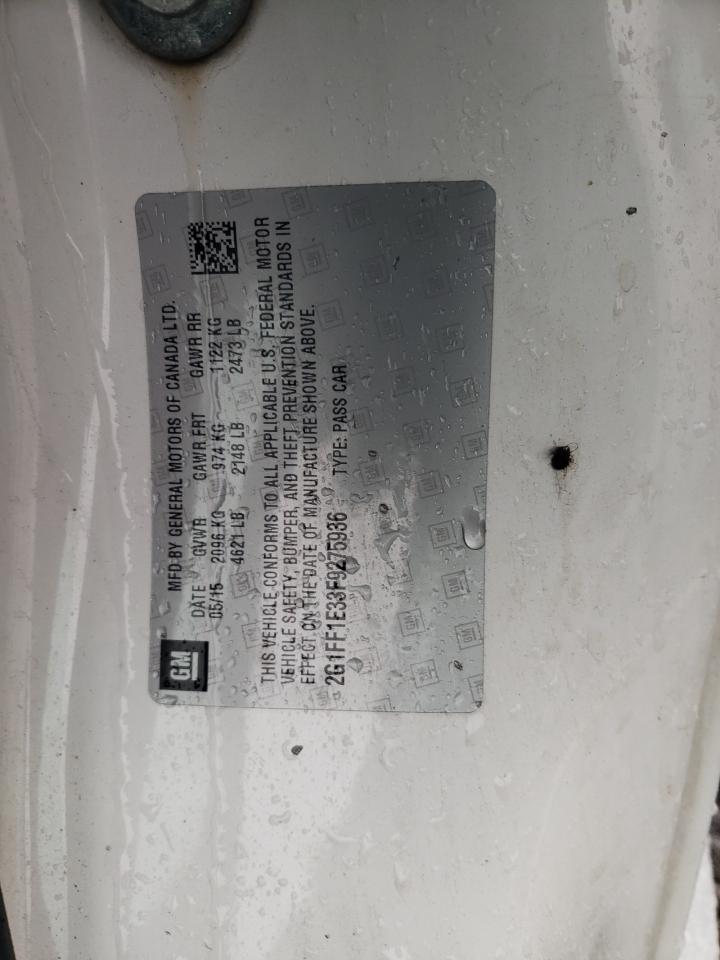 GM
MFD BY GENERAL MOTORS OF CANADA LTD.
DATE GVWR GAWR FRT GAWR RR
05/15 2096 KG 974 KG 1122 KG
4621 LB 2148 LB 2473 LB
THIS VEHICLE CONFORMS TO ALL APPLICABLE U.S. FEDERAL MOTOR
VEHICLE SAFETY, BUMPER, AND THEFT PREVENTION STANDARDS IN
EFFECT ON THE DATE OF MANUFACTURE SHOWN ABOVE.
2G1FF1E33F9275936 TYPE: PASS CAR